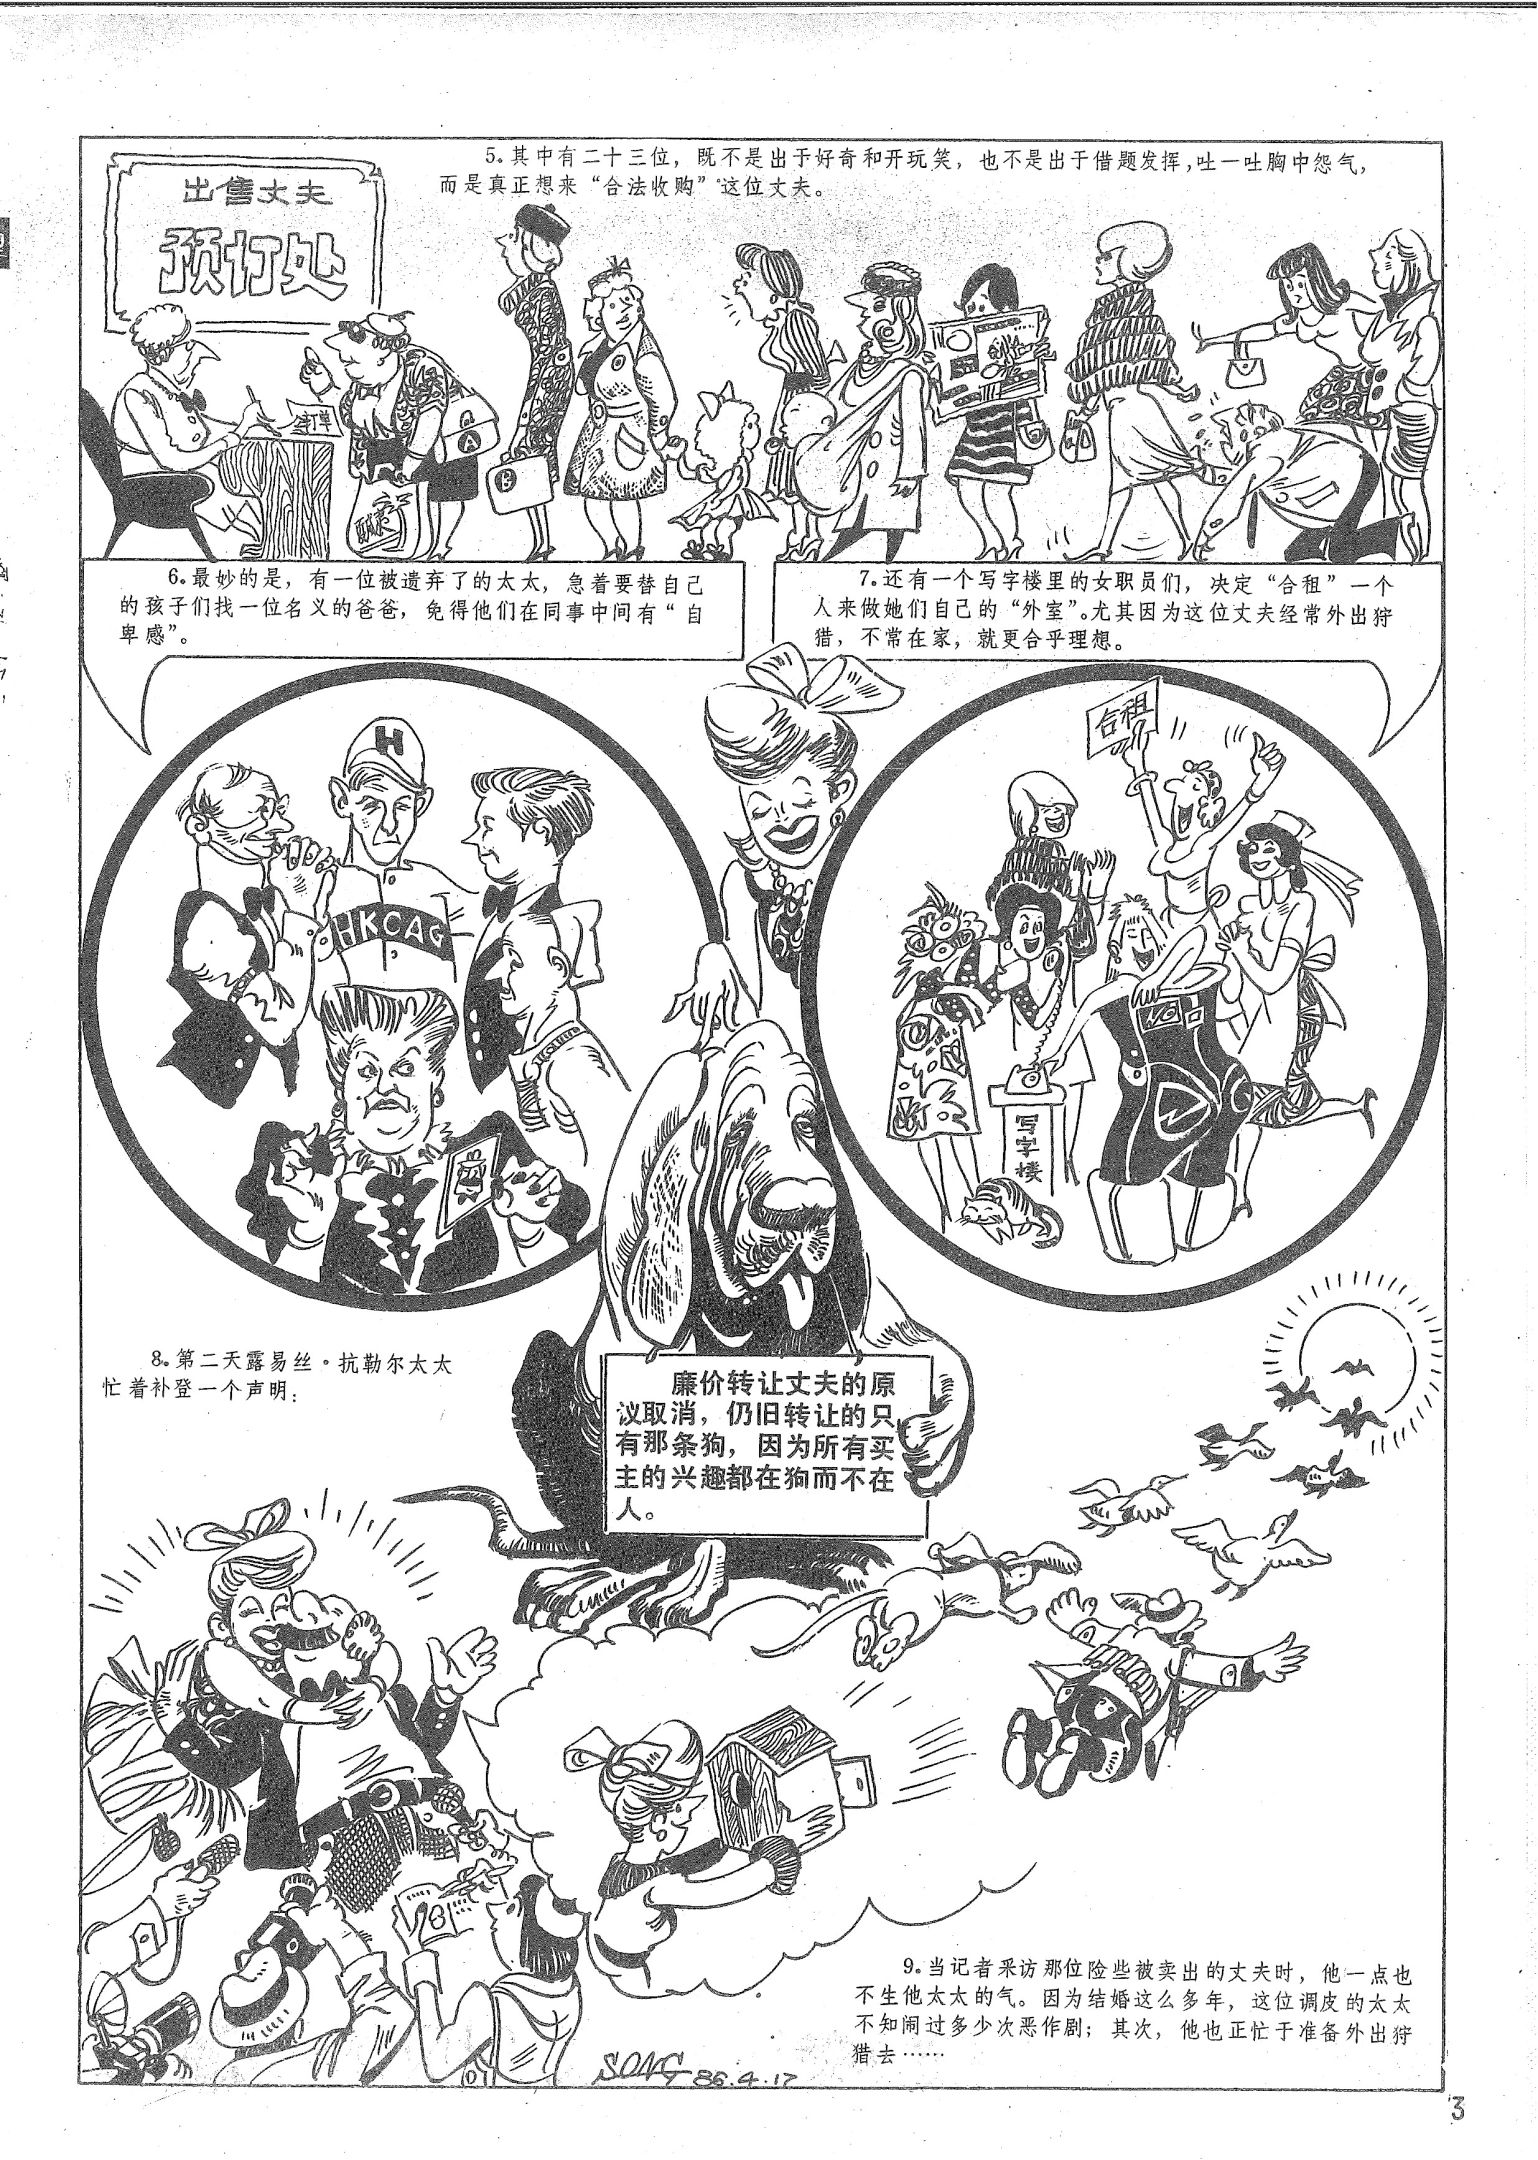 5。其中有二十三位，既不是出于好奇和开玩笑，也不是出于借题发挥，吐一吐胸中怨气，
而是真正想来“合法收购”这位丈夫。
出售丈夫
预订处
订单
A
B
6。最妙的是，有一位被遗弃了的太太，急着要替自己
的孩子们找一位名义的爸爸，免得他们在同事中间有“自
卑感”。
7。还有一个写字楼里的女职员们，决定“合租”一个
人来做她们自己的“外室”。尤其因为这位丈夫经常外出狩
猎，不常在家，就更合乎理想。
H
HKCAG
合租
NO
写字楼
8。第二天露易丝·抗勒尔太太
忙着补登一个声明：
廉价转让丈夫的原
议取消，仍旧转让的只
有那条狗，因为所有买
主的兴趣都在狗而不在
人。
9。当记者采访那位险些被卖出的丈夫时，他一点也
不生他太太的气。因为结婚这么多年，这位调皮的太太
不知闹过多少次恶作剧；其次，他也正忙于准备外出狩
猎去……
SONG 86.4.17
3